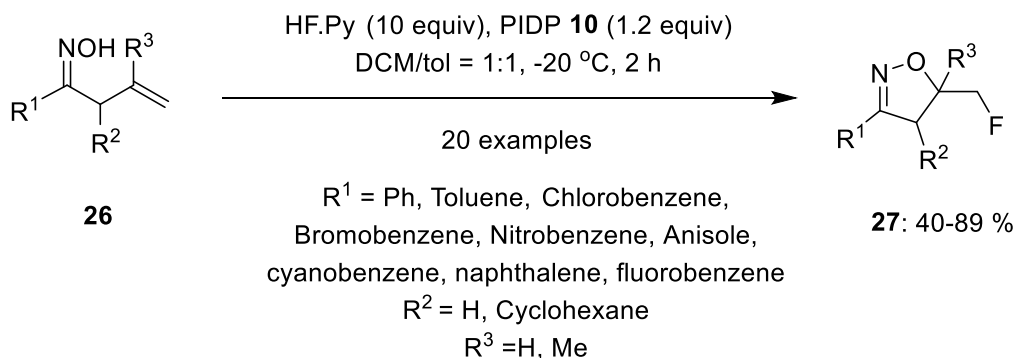 HF.Py (10 equiv), PIDP 10 (1.2 equiv)
DCM/tol = 1:1, -20 °C, 2 h
20 examples
R1 = Ph, Toluene, Chlorobenzene,
Bromobenzene, Nitrobenzene, Anisole,
cyanobenzene, naphthalene, fluorobenzene
R2 = H, Cyclohexane
R3 =H, Me
NOH
R3
R1
R2
26
N
O
R3
R1
F
R2
27: 40-89 %